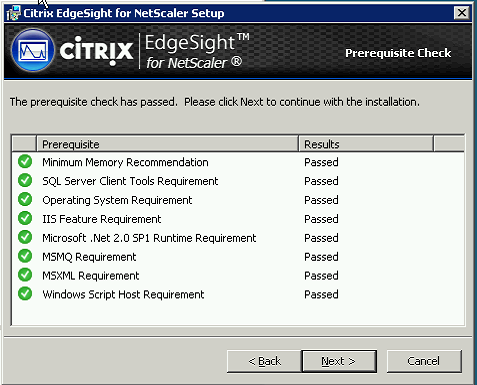 Citrix EdgeSight for NetScaler Setup
CITRIX EdgeSight™
for NetScaler ®
Prerequisite Check
The prerequisite check has passed. Please click Next to continue with the installation.
Prerequisite Results
Minimum Memory Recommendation Passed
SQL Server Client Tools Requirement Passed
Operating System Requirement Passed
IIS Feature Requirement Passed
Microsoft .Net 2.0 SP1 Runtime Requirement Passed
MSMQ Requirement Passed
MSXML Requirement Passed
Windows Script Host Requirement Passed
< Back Next > Cancel